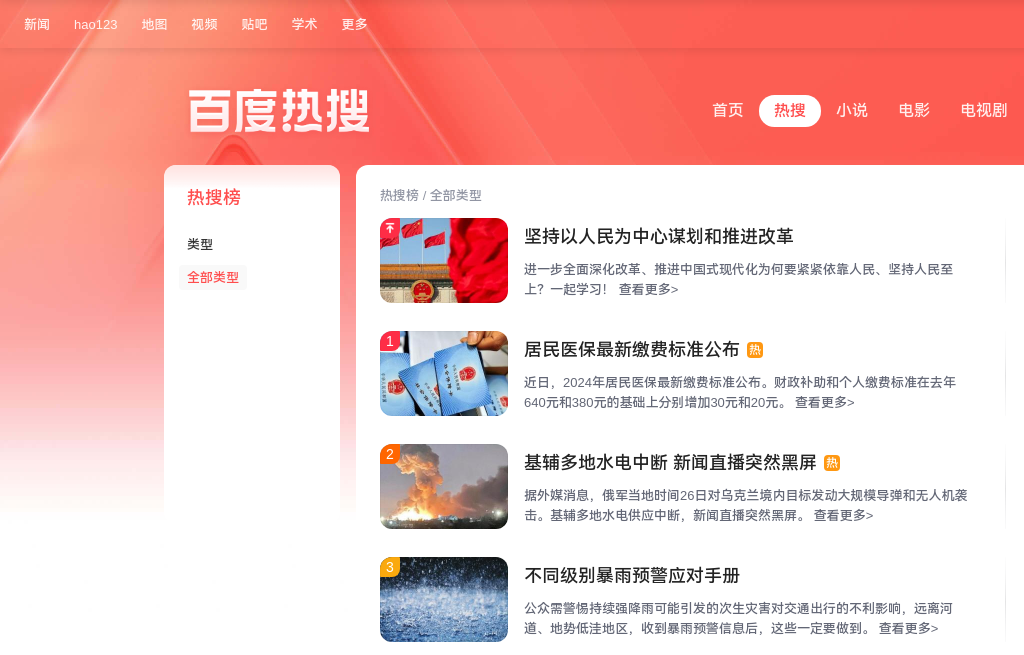 新闻 hao123 地图 视频 贴吧 学术 更多
百度热搜
首页 热搜 小说 电影 电视剧
热搜榜
类型
全部类型
热搜榜 / 全部类型
坚持以人民为中心谋划和推进改革
进一步全面深化改革、推进中国式现代化为何要紧紧依靠人民、坚持人民至
上？一起学习！ 查看更多>
1
居民医保最新缴费标准公布 热
近日，2024年居民医保最新缴费标准公布。财政补助和个人缴费标准在去年
640元和380元的基础上分别增加30元和20元。 查看更多>
2
基辅多地水电中断 新闻直播突然黑屏 热
据外媒消息，俄军当地时间26日对乌克兰境内目标发动大规模导弹和无人机袭
击。基辅多地水电供应中断，新闻直播突然黑屏。 查看更多>
3
不同级别暴雨预警应对手册
公众需警惕持续强降雨可能引发的次生灾害对交通出行的不利影响，远离河
道、地势低洼地区，收到暴雨预警信息后，这些一定要做到。 查看更多>